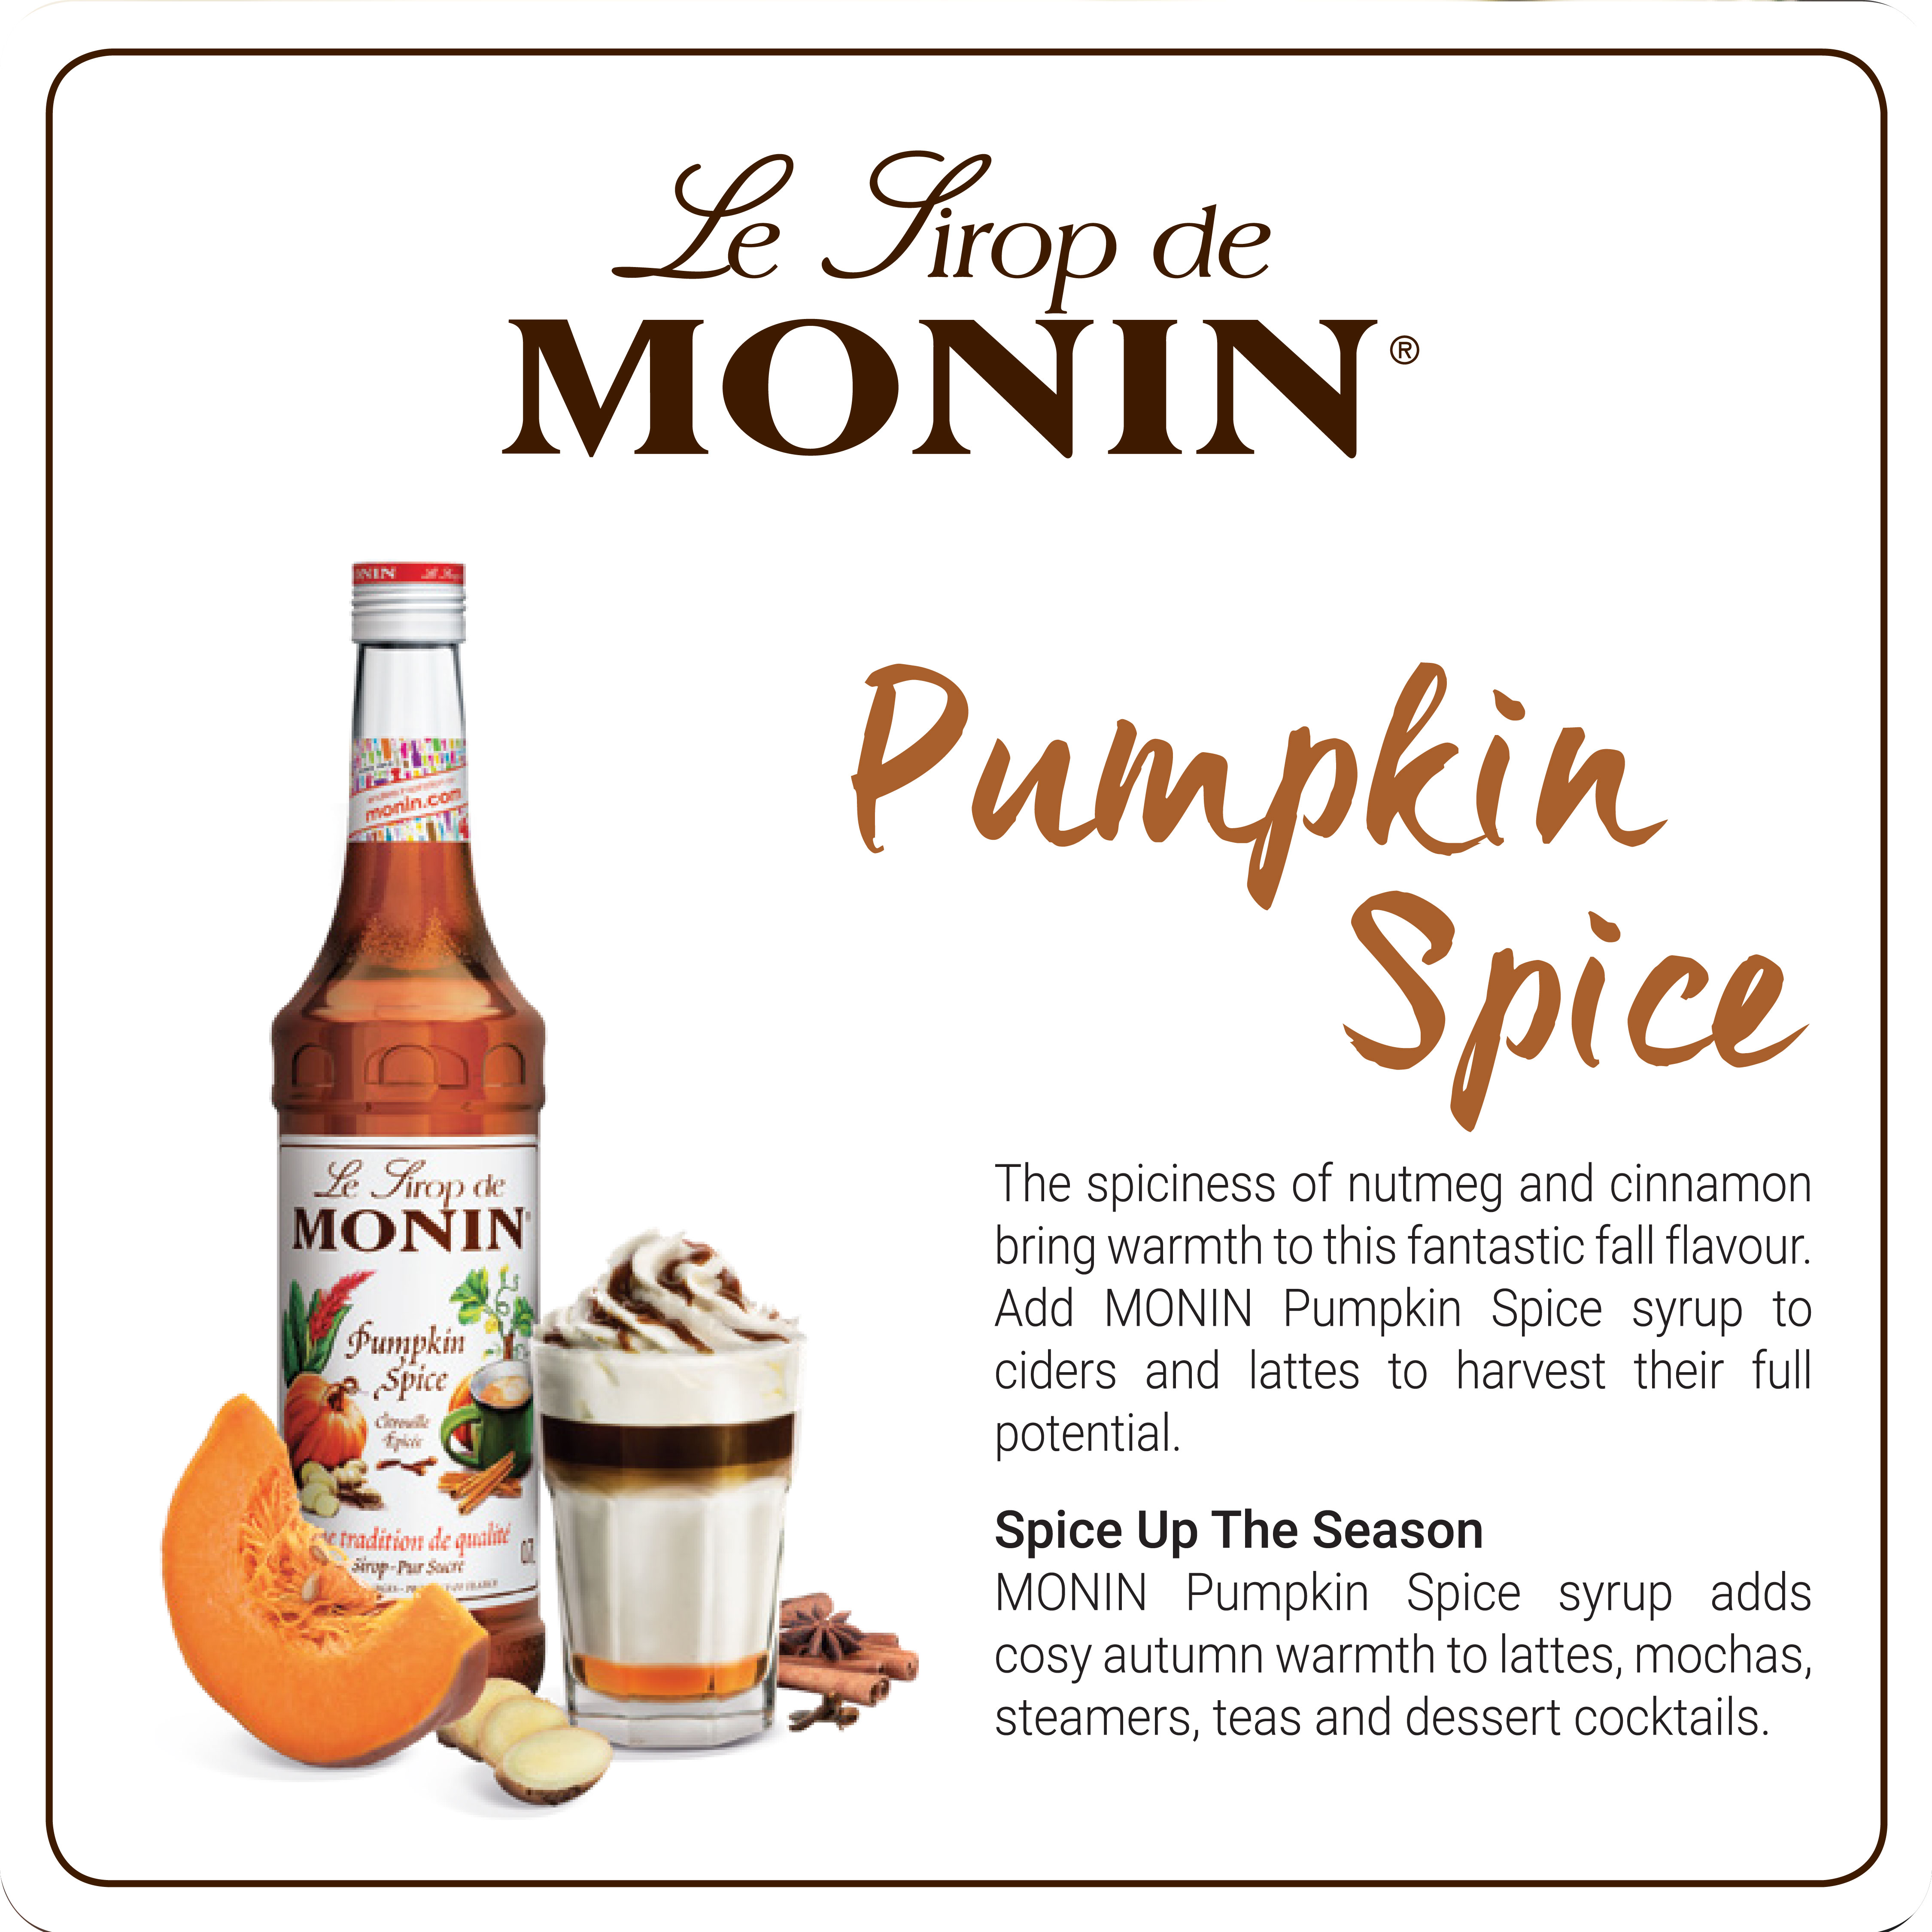 Le Sirop de
MONIN®
Pumpkin
Spice
The spiciness of nutmeg and cinnamon
bring warmth to this fantastic fall flavour.
Add MONIN Pumpkin Spice syrup to
ciders and lattes to harvest their full
potential.
Spice Up The Season
MONIN Pumpkin Spice syrup adds
cosy autumn warmth to lattes, mochas,
steamers, teas and dessert cocktails.
monin.com
Le Sirop de
MONIN
Pumpkin
Spice
Citrouille
Épicée
tradition de qualité
Sirop - Pur Sucre